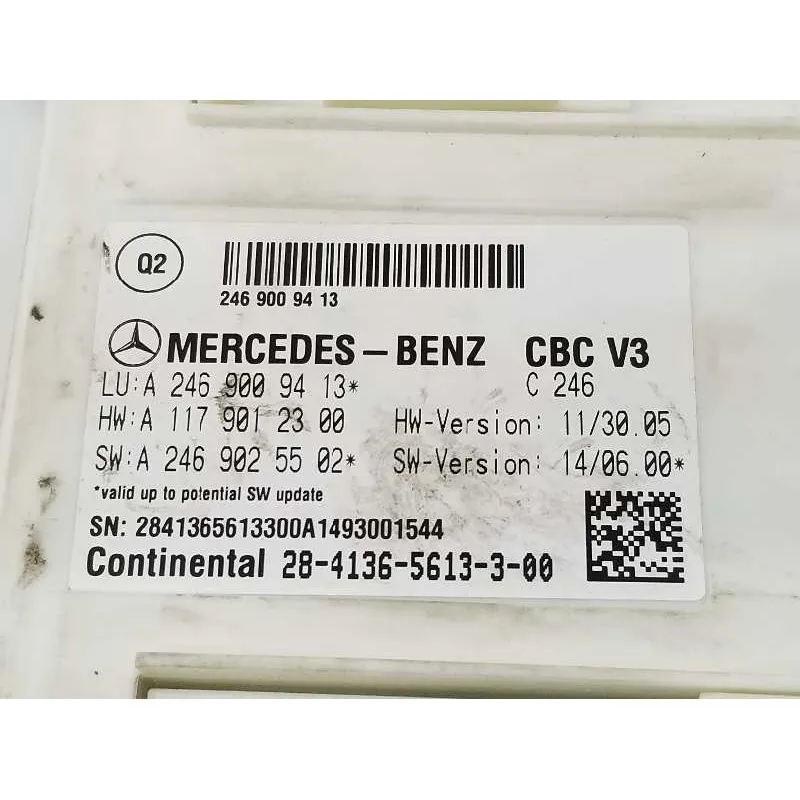 Q2
246 900 94 13
MERCEDES-BENZ CBC V3
LU:A 246 900 94 13* C 246
HW:A 117 901 23 00 HW-Version: 11/30.05
SW:A 246 902 55 02* SW-Version: 14/06.00*
*valid up to potential SW update
SN: 2841365613300A1493001544
Continental 28-4136-5613-3-00